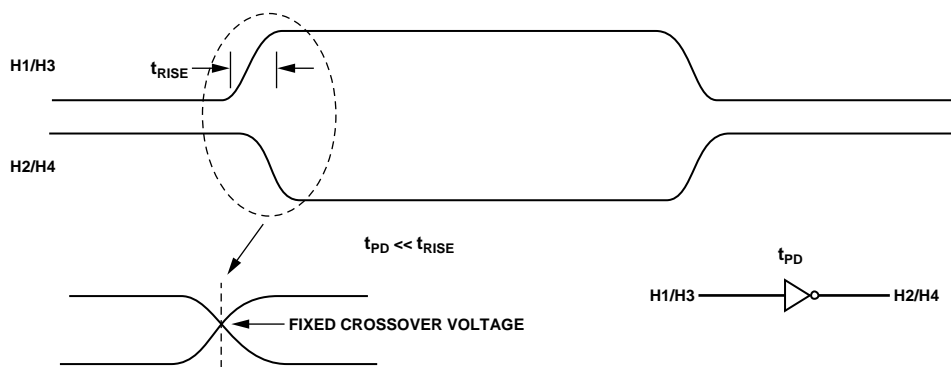 H1/H3
tRISE
H2/H4
tPD << tRISE
tPD
H1/H3
H2/H4
FIXED CROSSOVER VOLTAGE